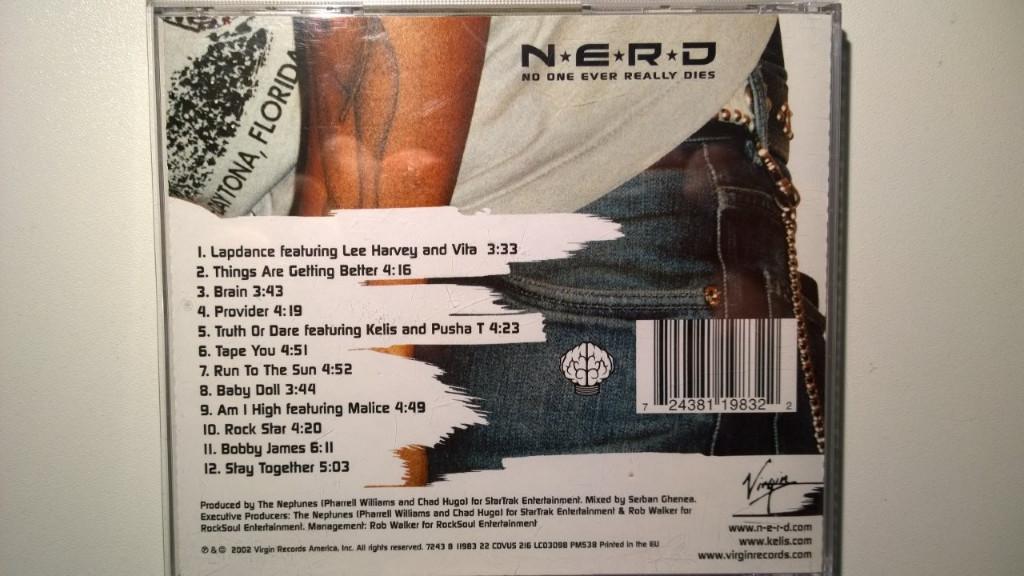 N★E★R★D
NO ONE EVER REALLY DIES
DAYTONA, FLORIDA
1. Lapdance featuring Lee Harvey and Vita 3:33
2. Things Are Getting Better 4:16
3. Brain 3:43
4. Provider 4:19
5. Truth Or Dare featuring Kelis and Pusha T 4:23
6. Tape You 4:51
7. Run To The Sun 4:52
8. Baby Doll 3:44
9. Am I High featuring Malice 4:49
10. Rock Star 4:20
11. Bobby James 6:11
12. Stay Together 5:03
7 24381 19832 2
Virgin
Produced by The Neptunes (Pharrell Williams and Chad Hugo) for StarTrak Entertainment. Mixed by Serban Ghenea.
Executive Producers: The Neptunes (Pharrell Williams and Chad Hugo) for StarTrak Entertainment & Rob Walker for
RockSoul Entertainment. Management: Rob Walker for RockSoul Entertainment
℗ & © 2002 Virgin Records America, Inc. All rights reserved. 7243 8 11983 22 CDVUS 216 LC03098 PM538 Printed in the EU
www.n-e-r-d.com
www.kelis.com
www.virginrecords.com